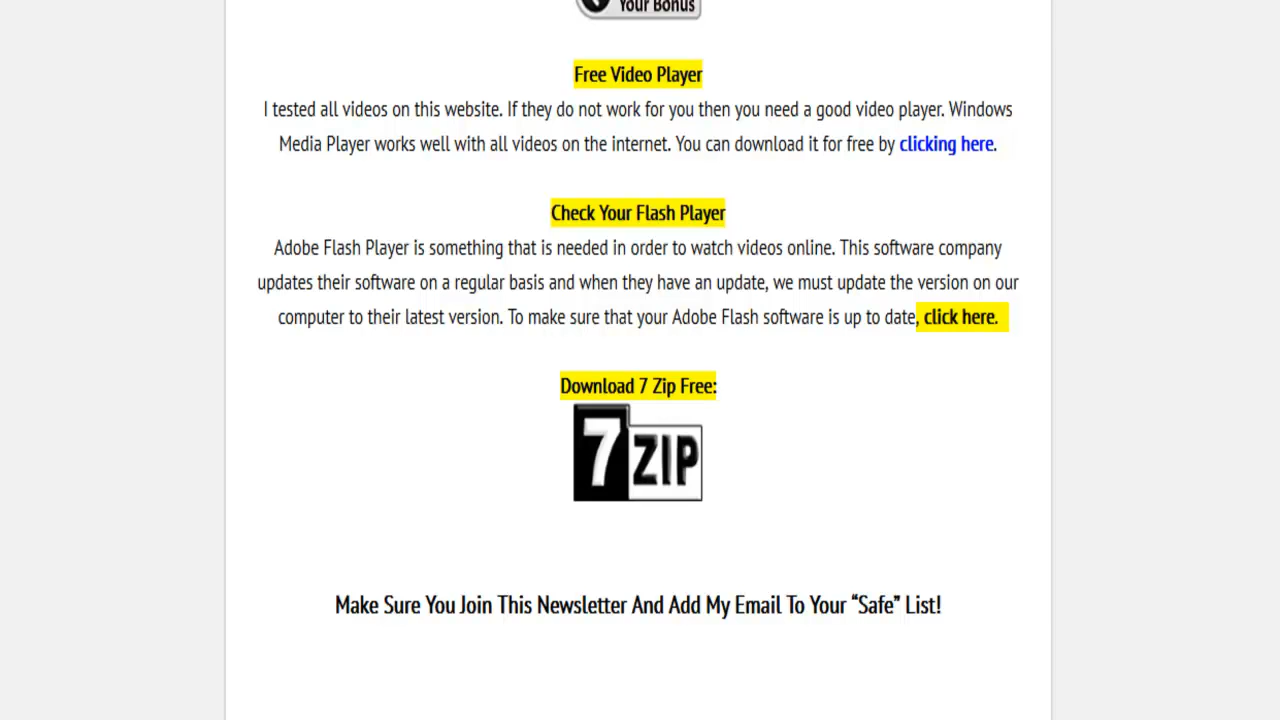 Your Bonus
Free Video Player
I tested all videos on this website. If they do not work for you then you need a good video player. Windows
Media Player works well with all videos on the internet. You can download it for free by clicking here.
Check Your Flash Player
Adobe Flash Player is something that is needed in order to watch videos online. This software company
updates their software on a regular basis and when they have an update, we must update the version on our
computer to their latest version. To make sure that your Adobe Flash software is up to date, click here.
Download 7 Zip Free:
7 ZIP
Make Sure You Join This Newsletter And Add My Email To Your “Safe” List!